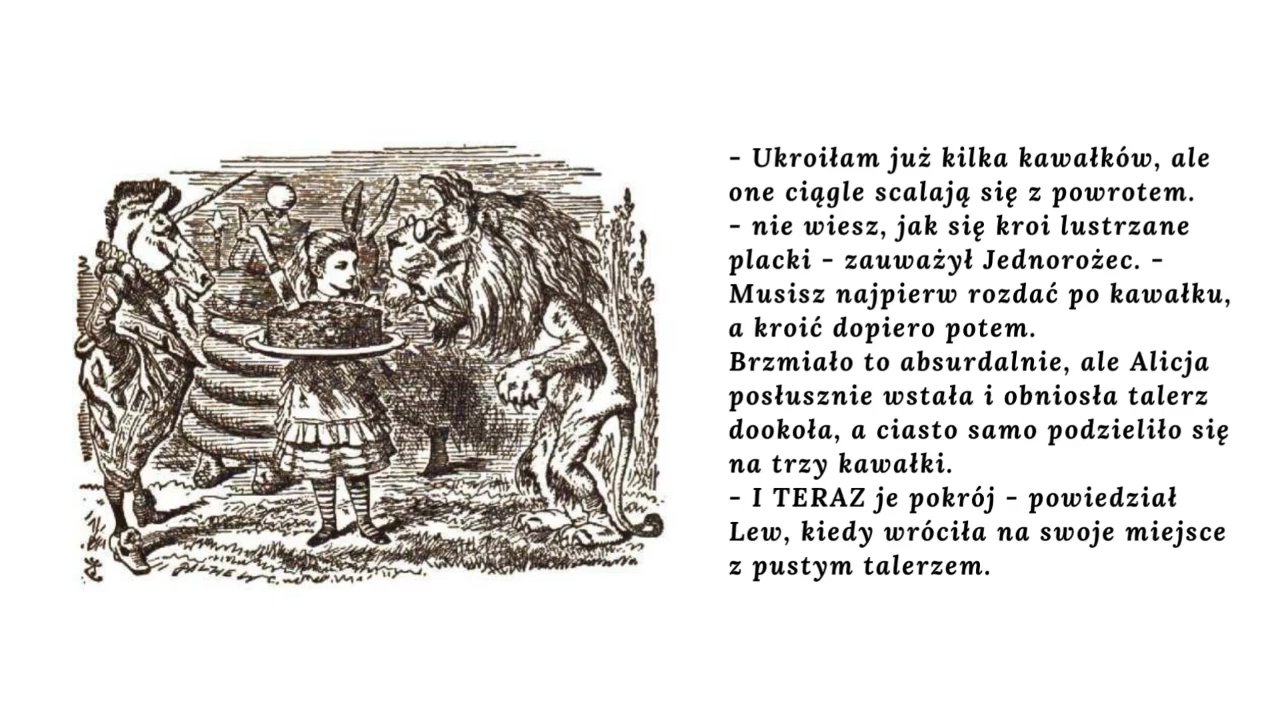 - Ukroiłam już kilka kawałków, ale
one ciągle scalają się z powrotem.
- nie wiesz, jak się kroi lustrzane
placki - zauważył Jednorożec. -
Musisz najpierw rozdać po kawałku,
a kroić dopiero potem.
Brzmiało to absurdalnie, ale Alicja
posłusznie wstała i obniosła talerz
dookoła, a ciasto samo podzieliło się
na trzy kawałki.
- I TERAZ je pokrój - powiedział
Lew, kiedy wróciła na swoje miejsce
z pustym talerzem.